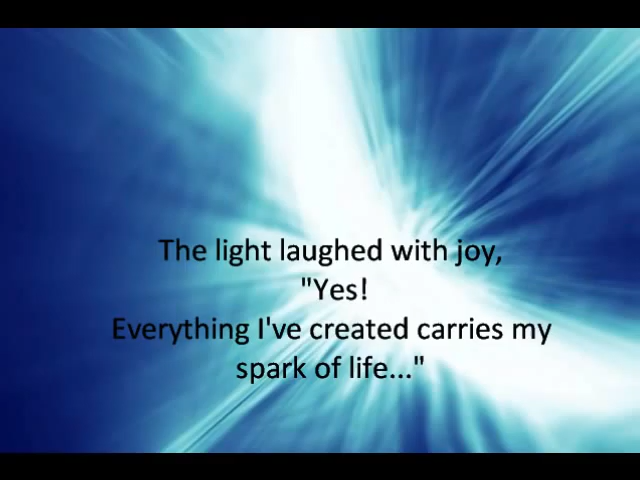 The light laughed with joy,
"Yes!
Everything I've created carries my
spark of life..."